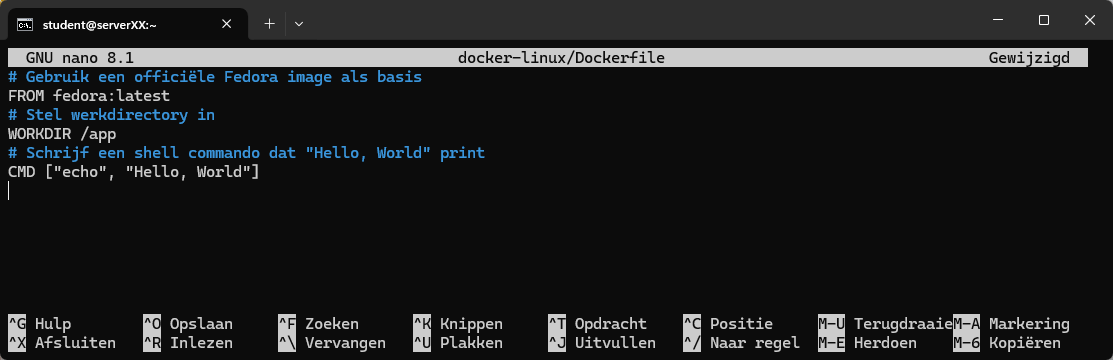 student@serverXX:~
GNU nano 8.1 docker-linux/Dockerfile Gewijzigd
# Gebruik een officiële Fedora image als basis
FROM fedora:latest
# Stel werkdirectory in
WORKDIR /app
# Schrijf een shell commando dat "Hello, World" print
CMD ["echo", "Hello, World"]
^G Hulp ^O Opslaan ^F Zoeken ^K Knippen ^T Opdracht ^C Positie M-U Terugdraaie M-A Markering
^X Afsluiten ^R Inlezen ^\ Vervangen ^U Plakken ^J Uitvullen ^/ Naar regel M-E Herdoen M-6 Kopiëren